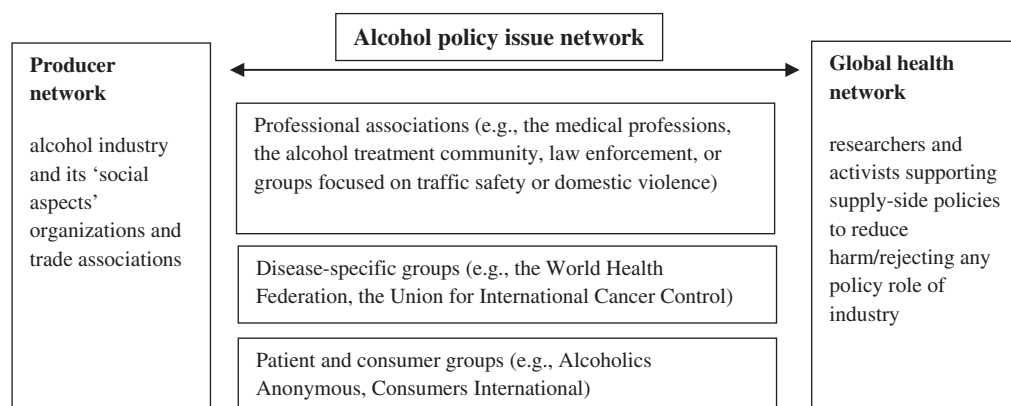 Alcohol policy issue network
Producer
network
alcohol industry
and its ‘social
aspects’
organizations and
trade associations
Professional associations (e.g., the medical professions,
the alcohol treatment community, law enforcement, or
groups focused on traffic safety or domestic violence)
Disease-specific groups (e.g., the World Health
Federation, the Union for International Cancer Control)
Patient and consumer groups (e.g., Alcoholics
Anonymous, Consumers International)
Global health
network
researchers and
activists supporting
supply-side policies
to reduce
harm/rejecting any
policy role of
industry